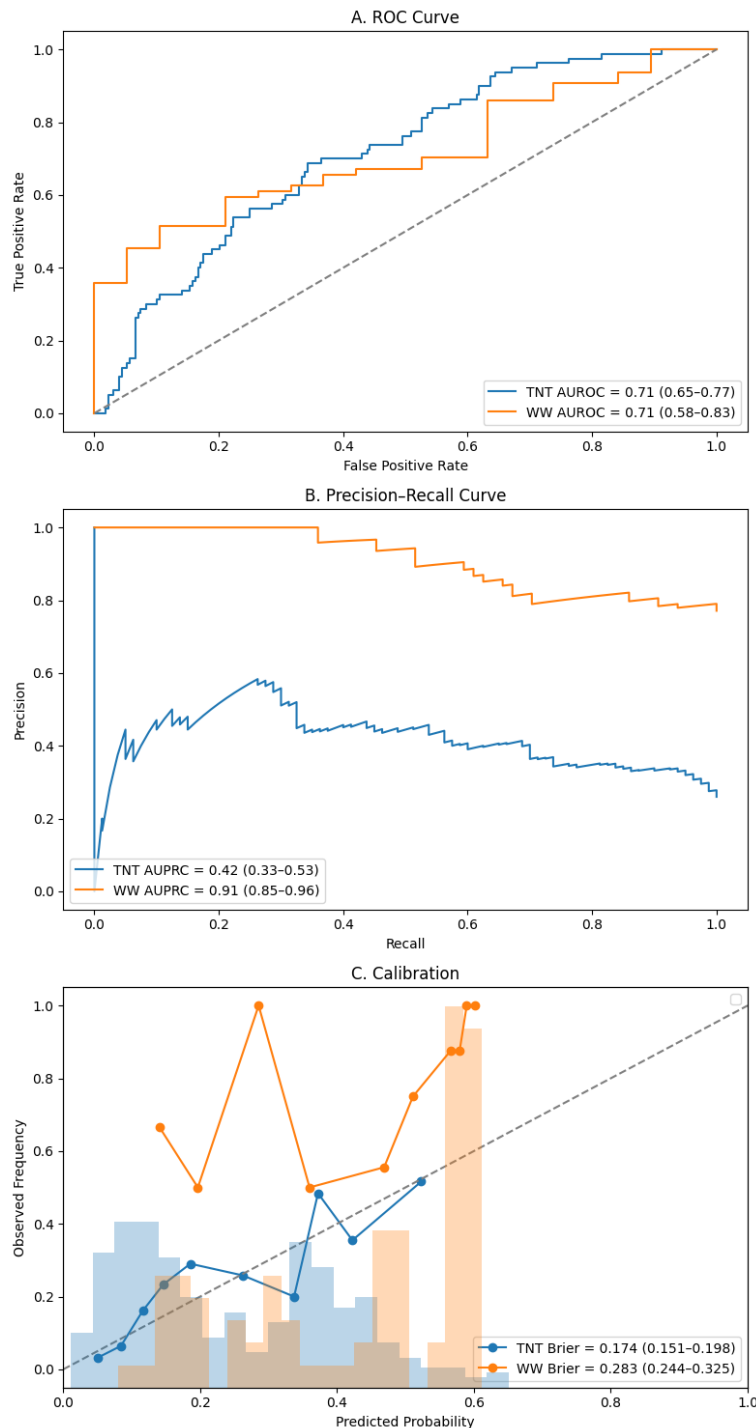 A. ROC Curve
True Positive Rate
1.0
0.8
0.6
0.4
0.2
0.0
TNT AUROC = 0.71 (0.65–0.77)
WW AUROC = 0.71 (0.58–0.83)
0.0 0.2 0.4 0.6 0.8 1.0
False Positive Rate
B. Precision–Recall Curve
Precision
1.0
0.8
0.6
0.4
0.2
0.0
TNT AUPRC = 0.42 (0.33–0.53)
WW AUPRC = 0.91 (0.85–0.96)
0.0 0.2 0.4 0.6 0.8 1.0
Recall
C. Calibration
Observed Frequency
1.0
0.8
0.6
0.4
0.2
0.0
TNT Brier = 0.174 (0.151–0.198)
WW Brier = 0.283 (0.244–0.325)
0.0 0.2 0.4 0.6 0.8 1.0
Predicted Probability